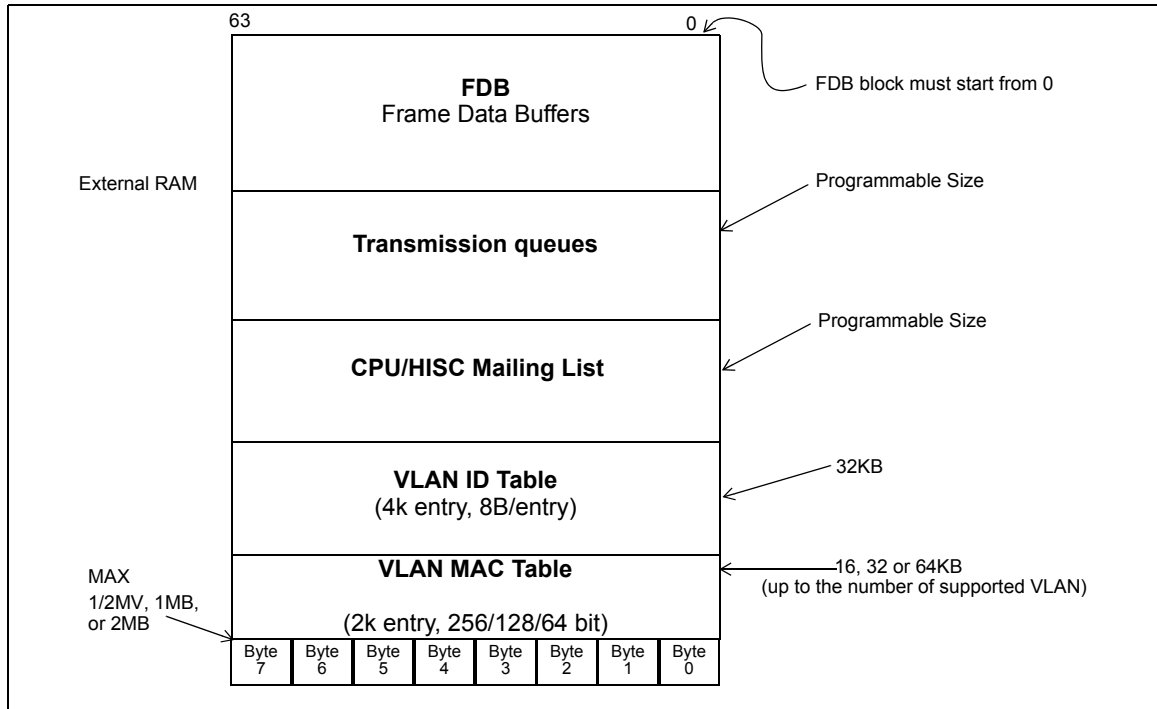 63
0
FDB
Frame Data Buffers
FDB block must start from 0
External RAM
Programmable Size
Transmission queues
Programmable Size
CPU/HISC Mailing List
VLAN ID Table
(4k entry, 8B/entry)
32KB
VLAN MAC Table
(2k entry, 256/128/64 bit)
16, 32 or 64KB
(up to the number of supported VLAN)
MAX
1/2MV, 1MB,
or 2MB
Byte 7
Byte 6
Byte 5
Byte 4
Byte 3
Byte 2
Byte 1
Byte 0